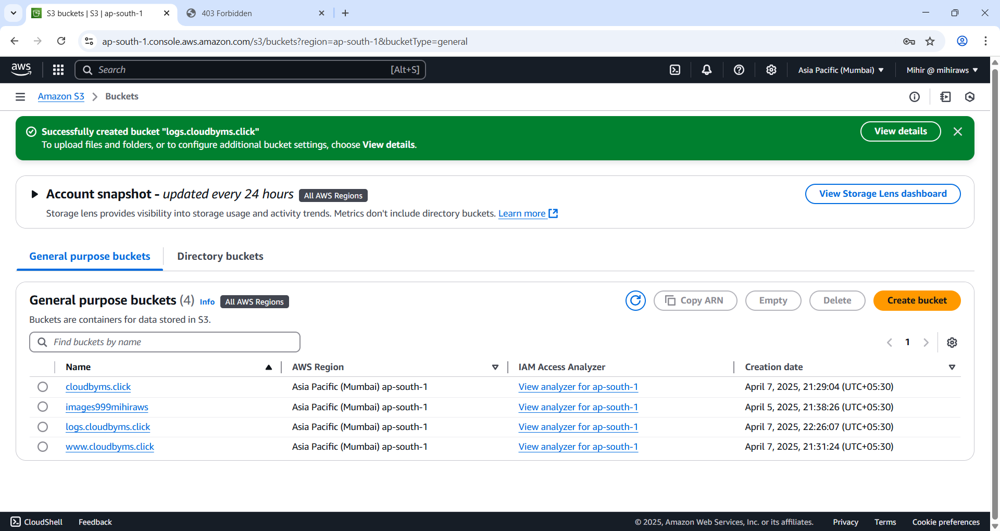 S3 buckets | S3 | ap-south-1
403 Forbidden
ap-south-1.console.aws.amazon.com/s3/buckets?region=ap-south-1&bucketType=general
aws
Search
[Alt+S]
Asia Pacific (Mumbai)
Mihir @ mihiraws
Amazon S3
Buckets
Successfully created bucket "logs.cloudbyms.click"
To upload files and folders, or to configure additional bucket settings, choose View details.
View details
Account snapshot - updated every 24 hours
All AWS Regions
Storage lens provides visibility into storage usage and activity trends. Metrics don't include directory buckets. Learn more
View Storage Lens dashboard
General purpose buckets
Directory buckets
General purpose buckets (4)
Info
All AWS Regions
Buckets are containers for data stored in S3.
Copy ARN
Empty
Delete
Create bucket
Find buckets by name
1
Name
AWS Region
IAM Access Analyzer
Creation date
cloudbyms.click
Asia Pacific (Mumbai) ap-south-1
View analyzer for ap-south-1
April 7, 2025, 21:29:04 (UTC+05:30)
images999mihiraws
Asia Pacific (Mumbai) ap-south-1
View analyzer for ap-south-1
April 5, 2025, 21:38:26 (UTC+05:30)
logs.cloudbyms.click
Asia Pacific (Mumbai) ap-south-1
View analyzer for ap-south-1
April 7, 2025, 22:26:07 (UTC+05:30)
www.cloudbyms.click
Asia Pacific (Mumbai) ap-south-1
View analyzer for ap-south-1
April 7, 2025, 21:31:24 (UTC+05:30)
CloudShell
Feedback
© 2025, Amazon Web Services, Inc. or its affiliates.
Privacy
Terms
Cookie preferences